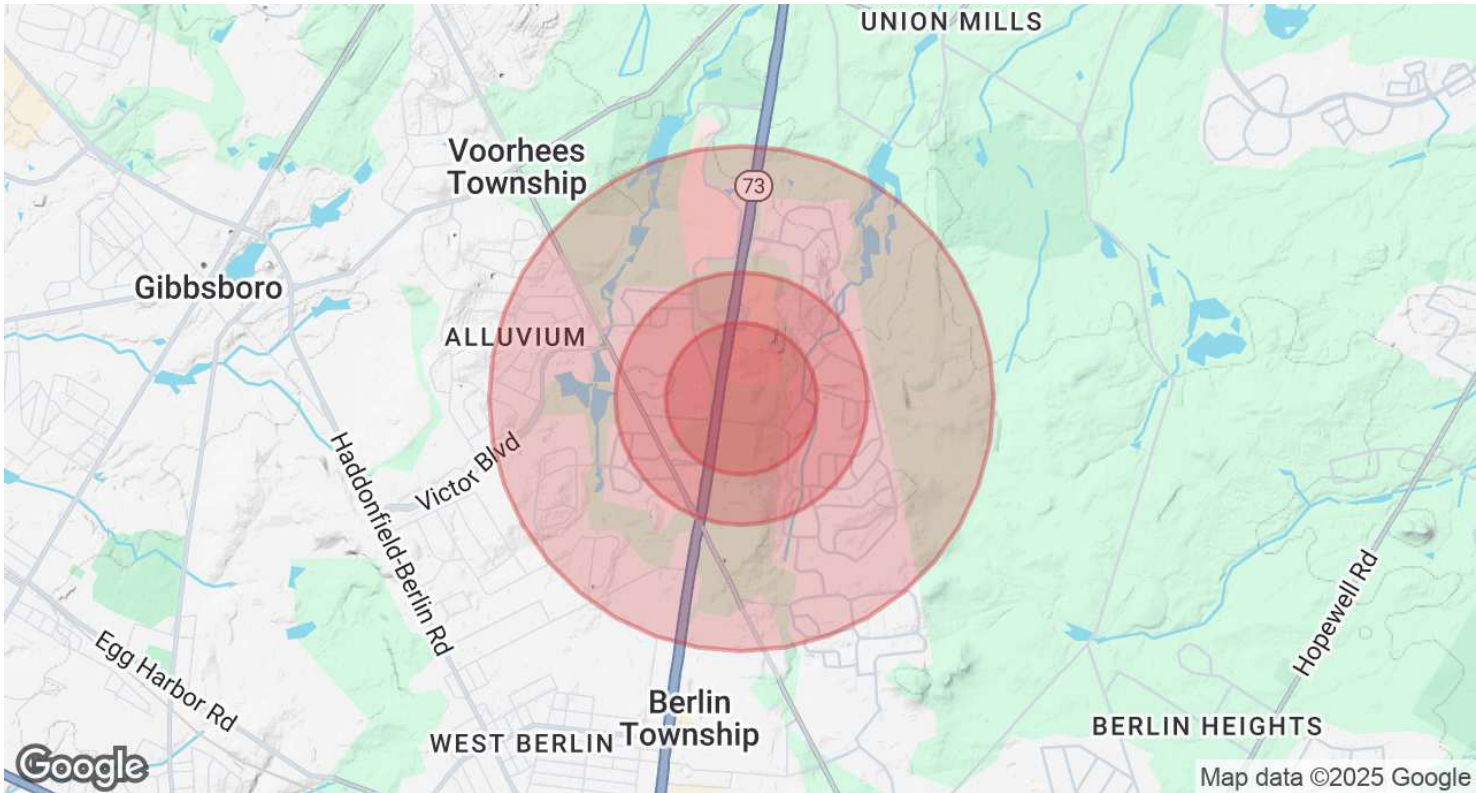 UNION MILLS
Voorhees
Township
73
Gibbsboro
ALLUVIUM
Victor Blvd
Haddonfield-Berlin Rd
Hopewell Rd
Egg Harbor Rd
Berlin
Township
WEST BERLIN
BERLIN HEIGHTS
Google
Map data ©2025 Google